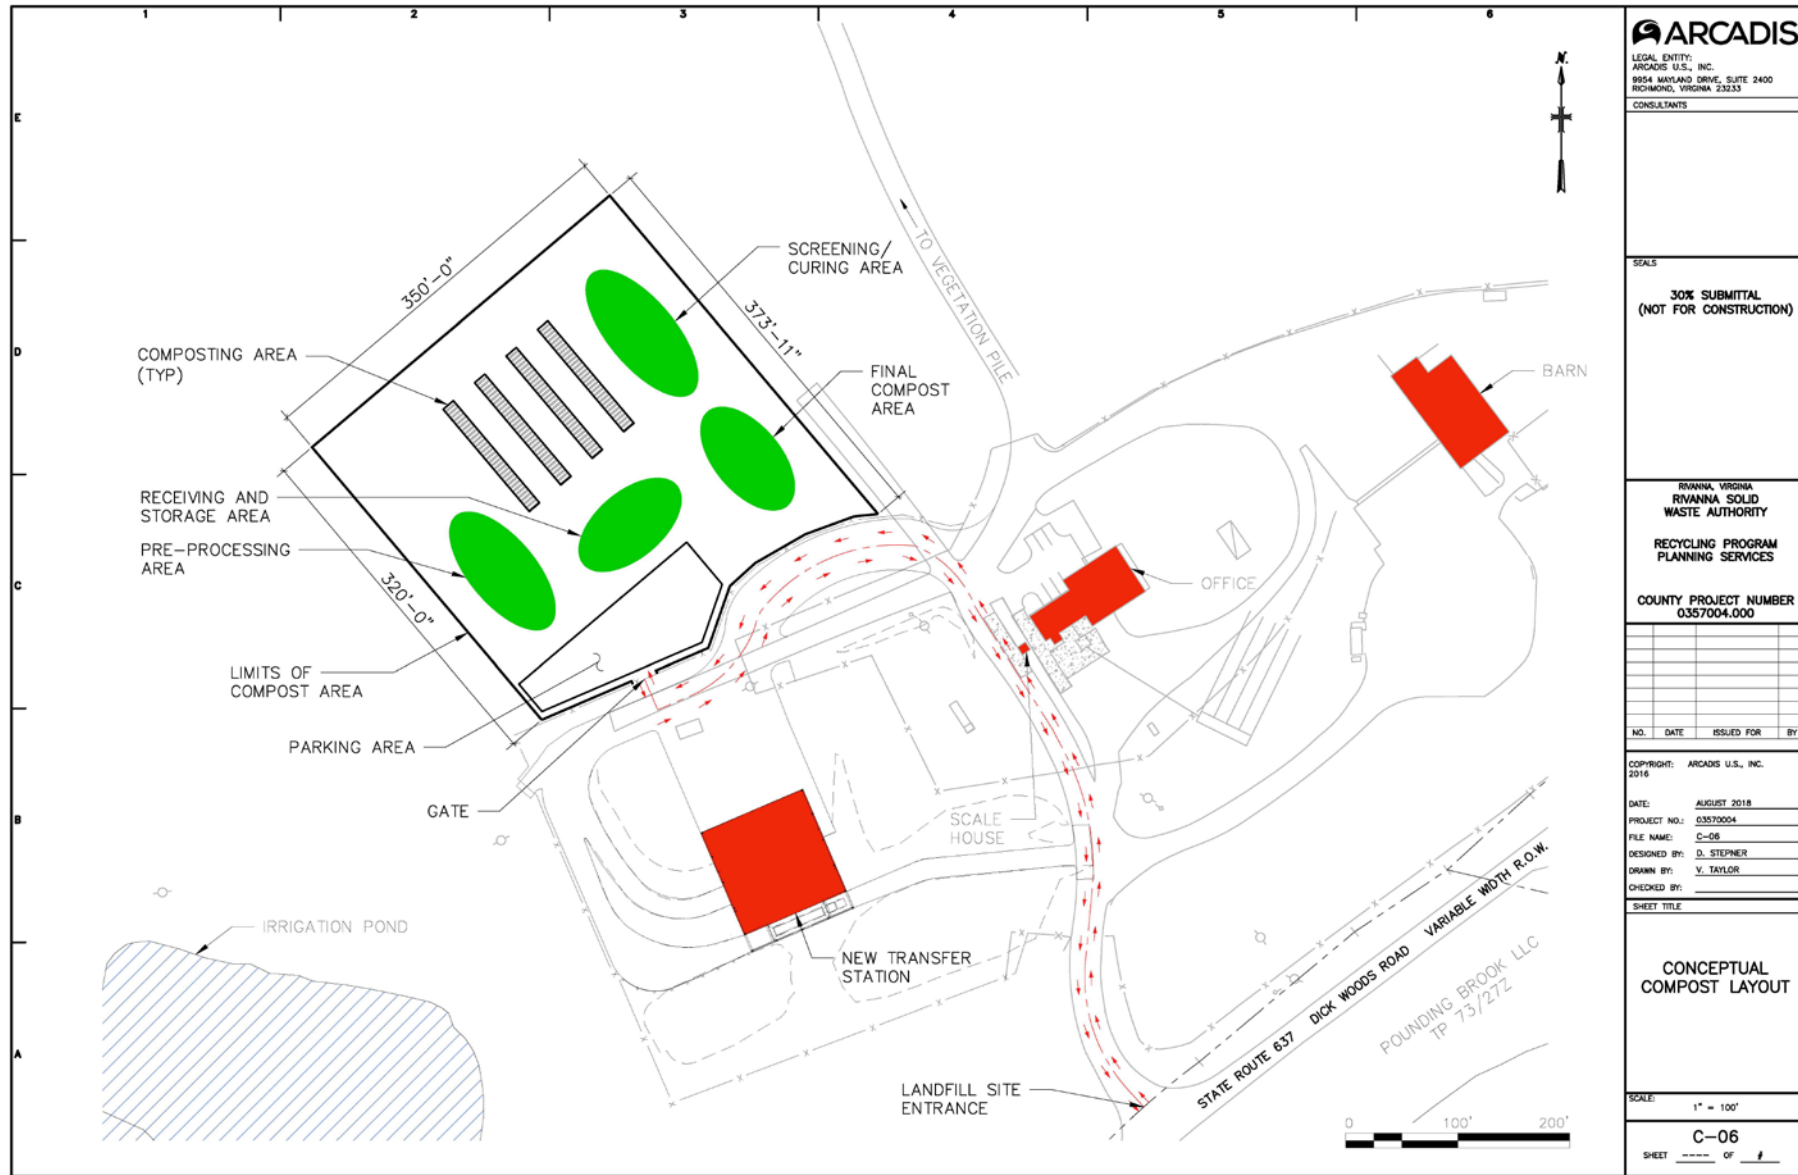 1 2 3 4 5 6
E
D
C
B
A
N.
350'-0"
373'-11"
320'-0"
SCREENING/
CURING AREA
TO VEGETATION PILE
COMPOSTING AREA
(TYP)
FINAL
COMPOST
AREA
BARN
RECEIVING AND
STORAGE AREA
PRE-PROCESSING
AREA
OFFICE
LIMITS OF
COMPOST AREA
PARKING AREA
GATE
SCALE
HOUSE
IRRIGATION POND
NEW TRANSFER
STATION
LANDFILL SITE
ENTRANCE
STATE ROUTE 637 DICK WOODS ROAD VARIABLE WIDTH R.O.W.
POUNDING BROOK LLC
TP 73/27Z
0 100' 200'
ARCADIS
LEGAL ENTITY:
ARCADIS U.S., INC.
9954 MAYLAND DRIVE, SUITE 2400
RICHMOND, VIRGINIA 23233
CONSULTANTS
SEALS
30% SUBMITTAL
(NOT FOR CONSTRUCTION)
RIVANNA, VIRGINIA
RIVANNA SOLID
WASTE AUTHORITY
RECYCLING PROGRAM
PLANNING SERVICES
COUNTY PROJECT NUMBER
0357004.000
NO. DATE ISSUED FOR BY
COPYRIGHT: ARCADIS U.S., INC.
2016
DATE: AUGUST 2018
PROJECT NO.: 03570004
FILE NAME: C-06
DESIGNED BY: D. STEPNER
DRAWN BY: V. TAYLOR
CHECKED BY:
SHEET TITLE
CONCEPTUAL
COMPOST LAYOUT
SCALE:
1" = 100'
C-06
SHEET ---- OF #